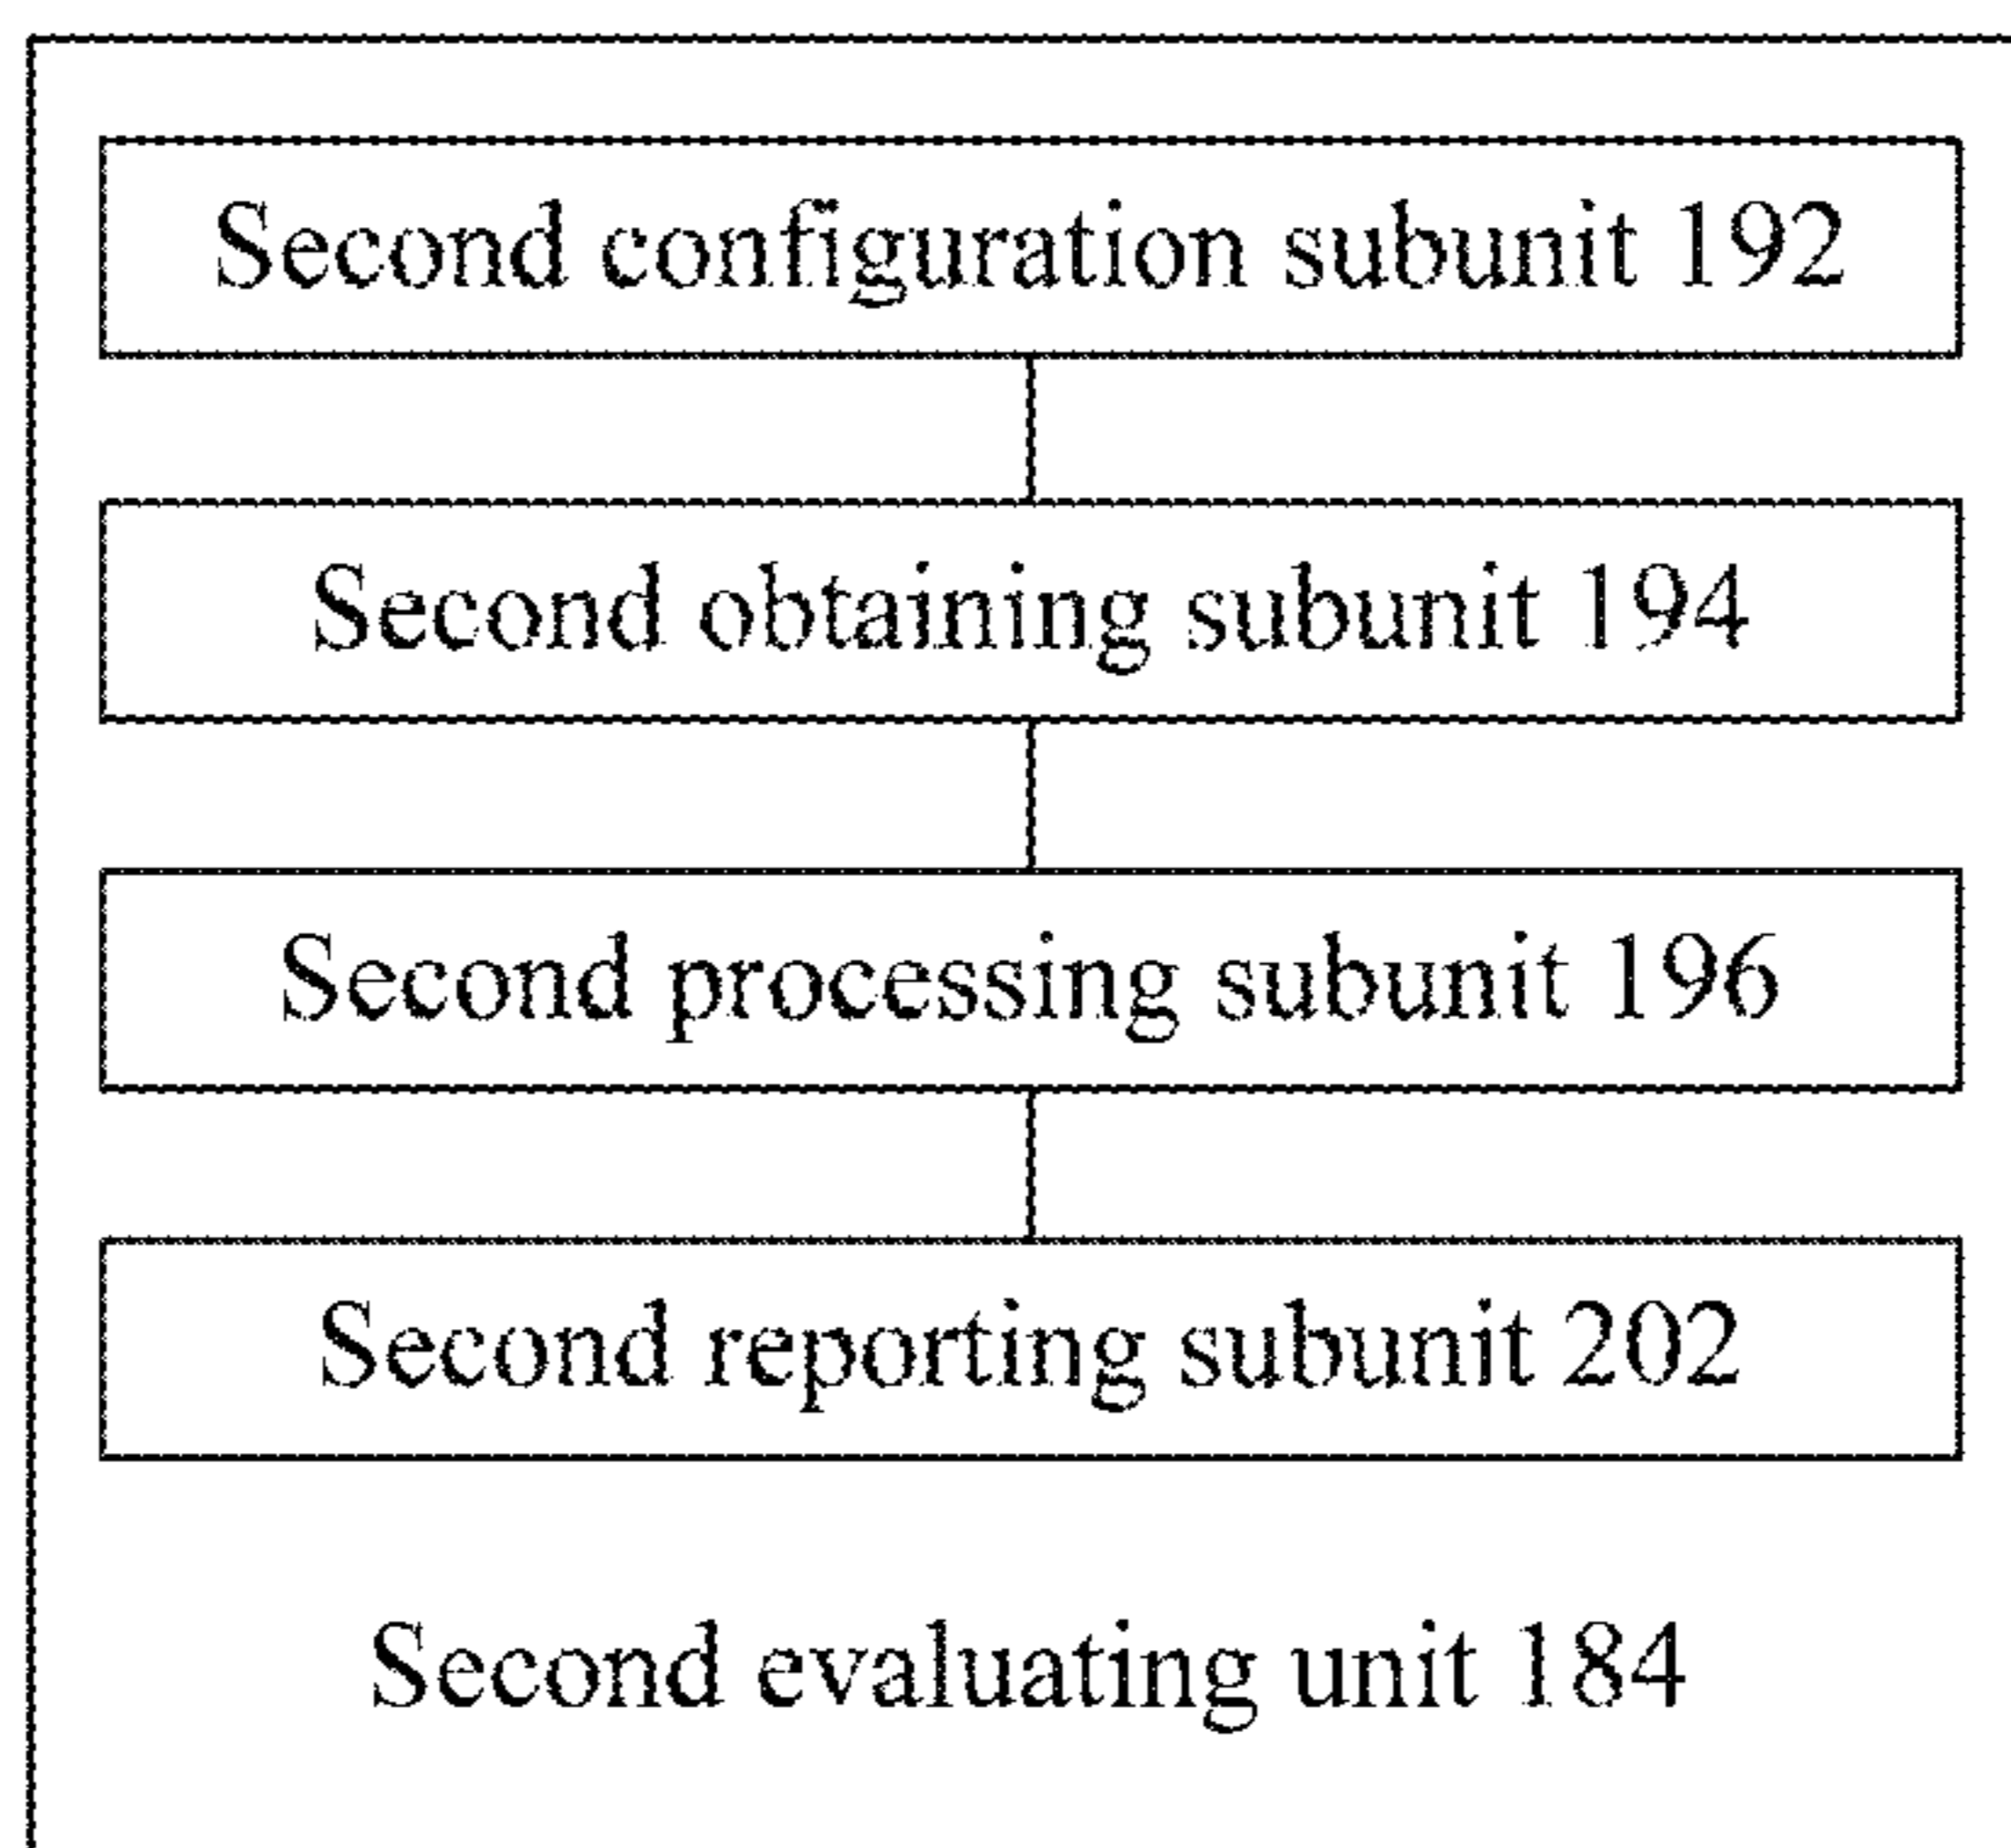 Second configuration subunit 192
Second obtaining subunit 194
Second processing subunit 196
Second reporting subunit 202
Second evaluating unit 184